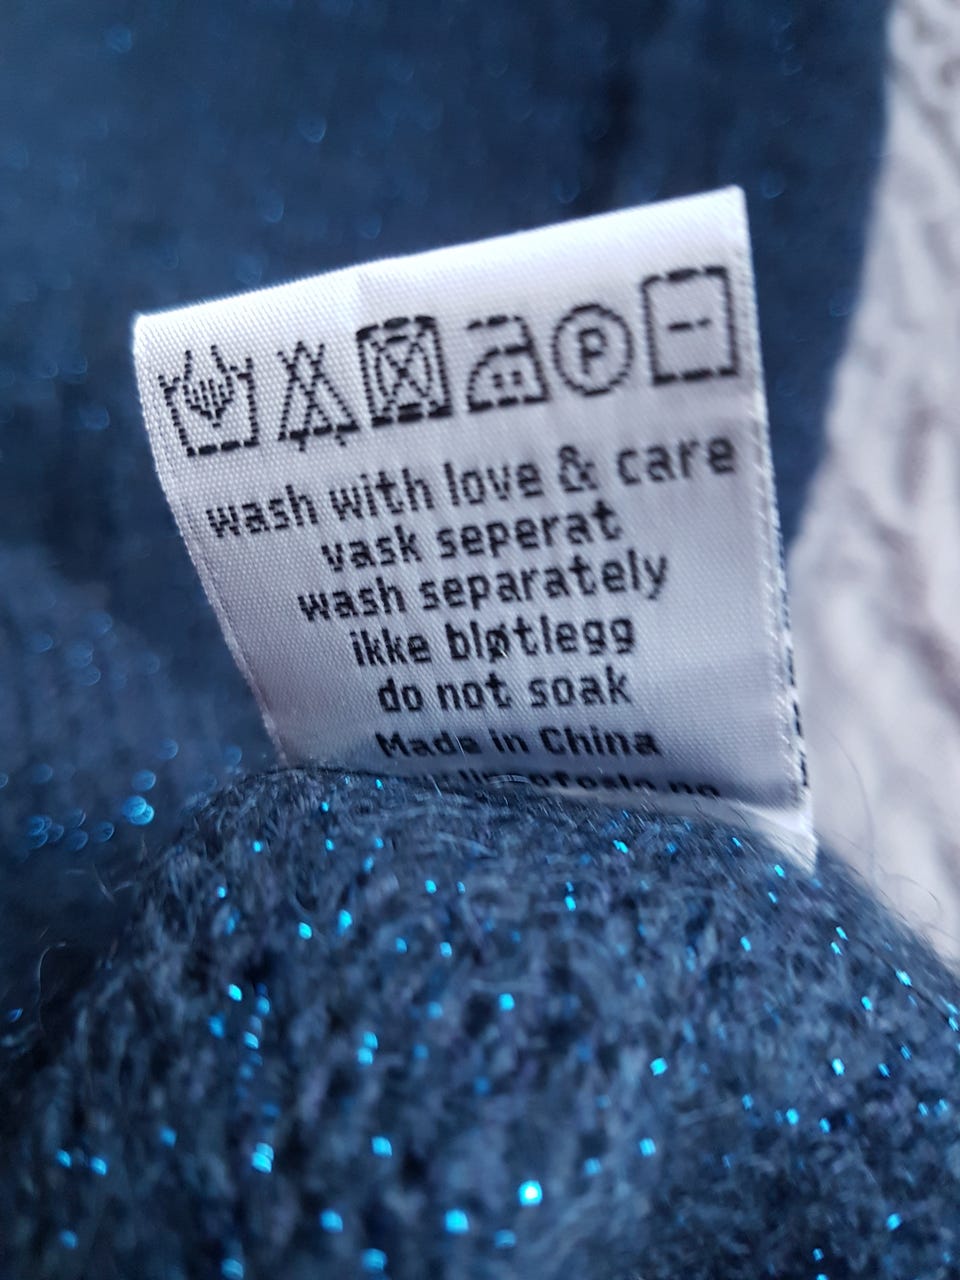 P
wash with love & care
vask seperat
wash separately
ikke bløtlegg
do not soak
Made in China